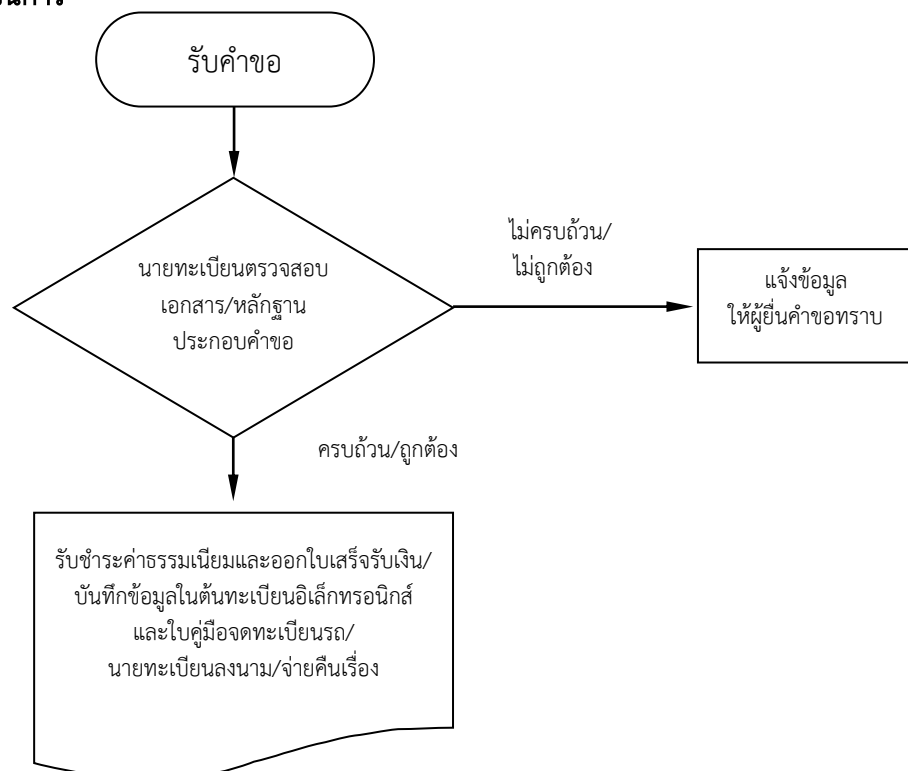 รับคำขอ
นายทะเบียนตรวจสอบ
เอกสาร/หลักฐาน
ประกอบคำขอ
ไม่ครบถ้วน/
ไม่ถูกต้อง
แจ้งข้อมูล
ให้ผู้ยื่นคำขอทราบ
ครบถ้วน/ถูกต้อง
รับชำระค่าธรรมเนียมและออกใบเสร็จรับเงิน/
บันทึกข้อมูลในต้นทะเบียนอิเล็กทรอนิกส์
และใบคู่มือจดทะเบียนรถ/
นายทะเบียนลงนาม/จ่ายคืนเรื่อง